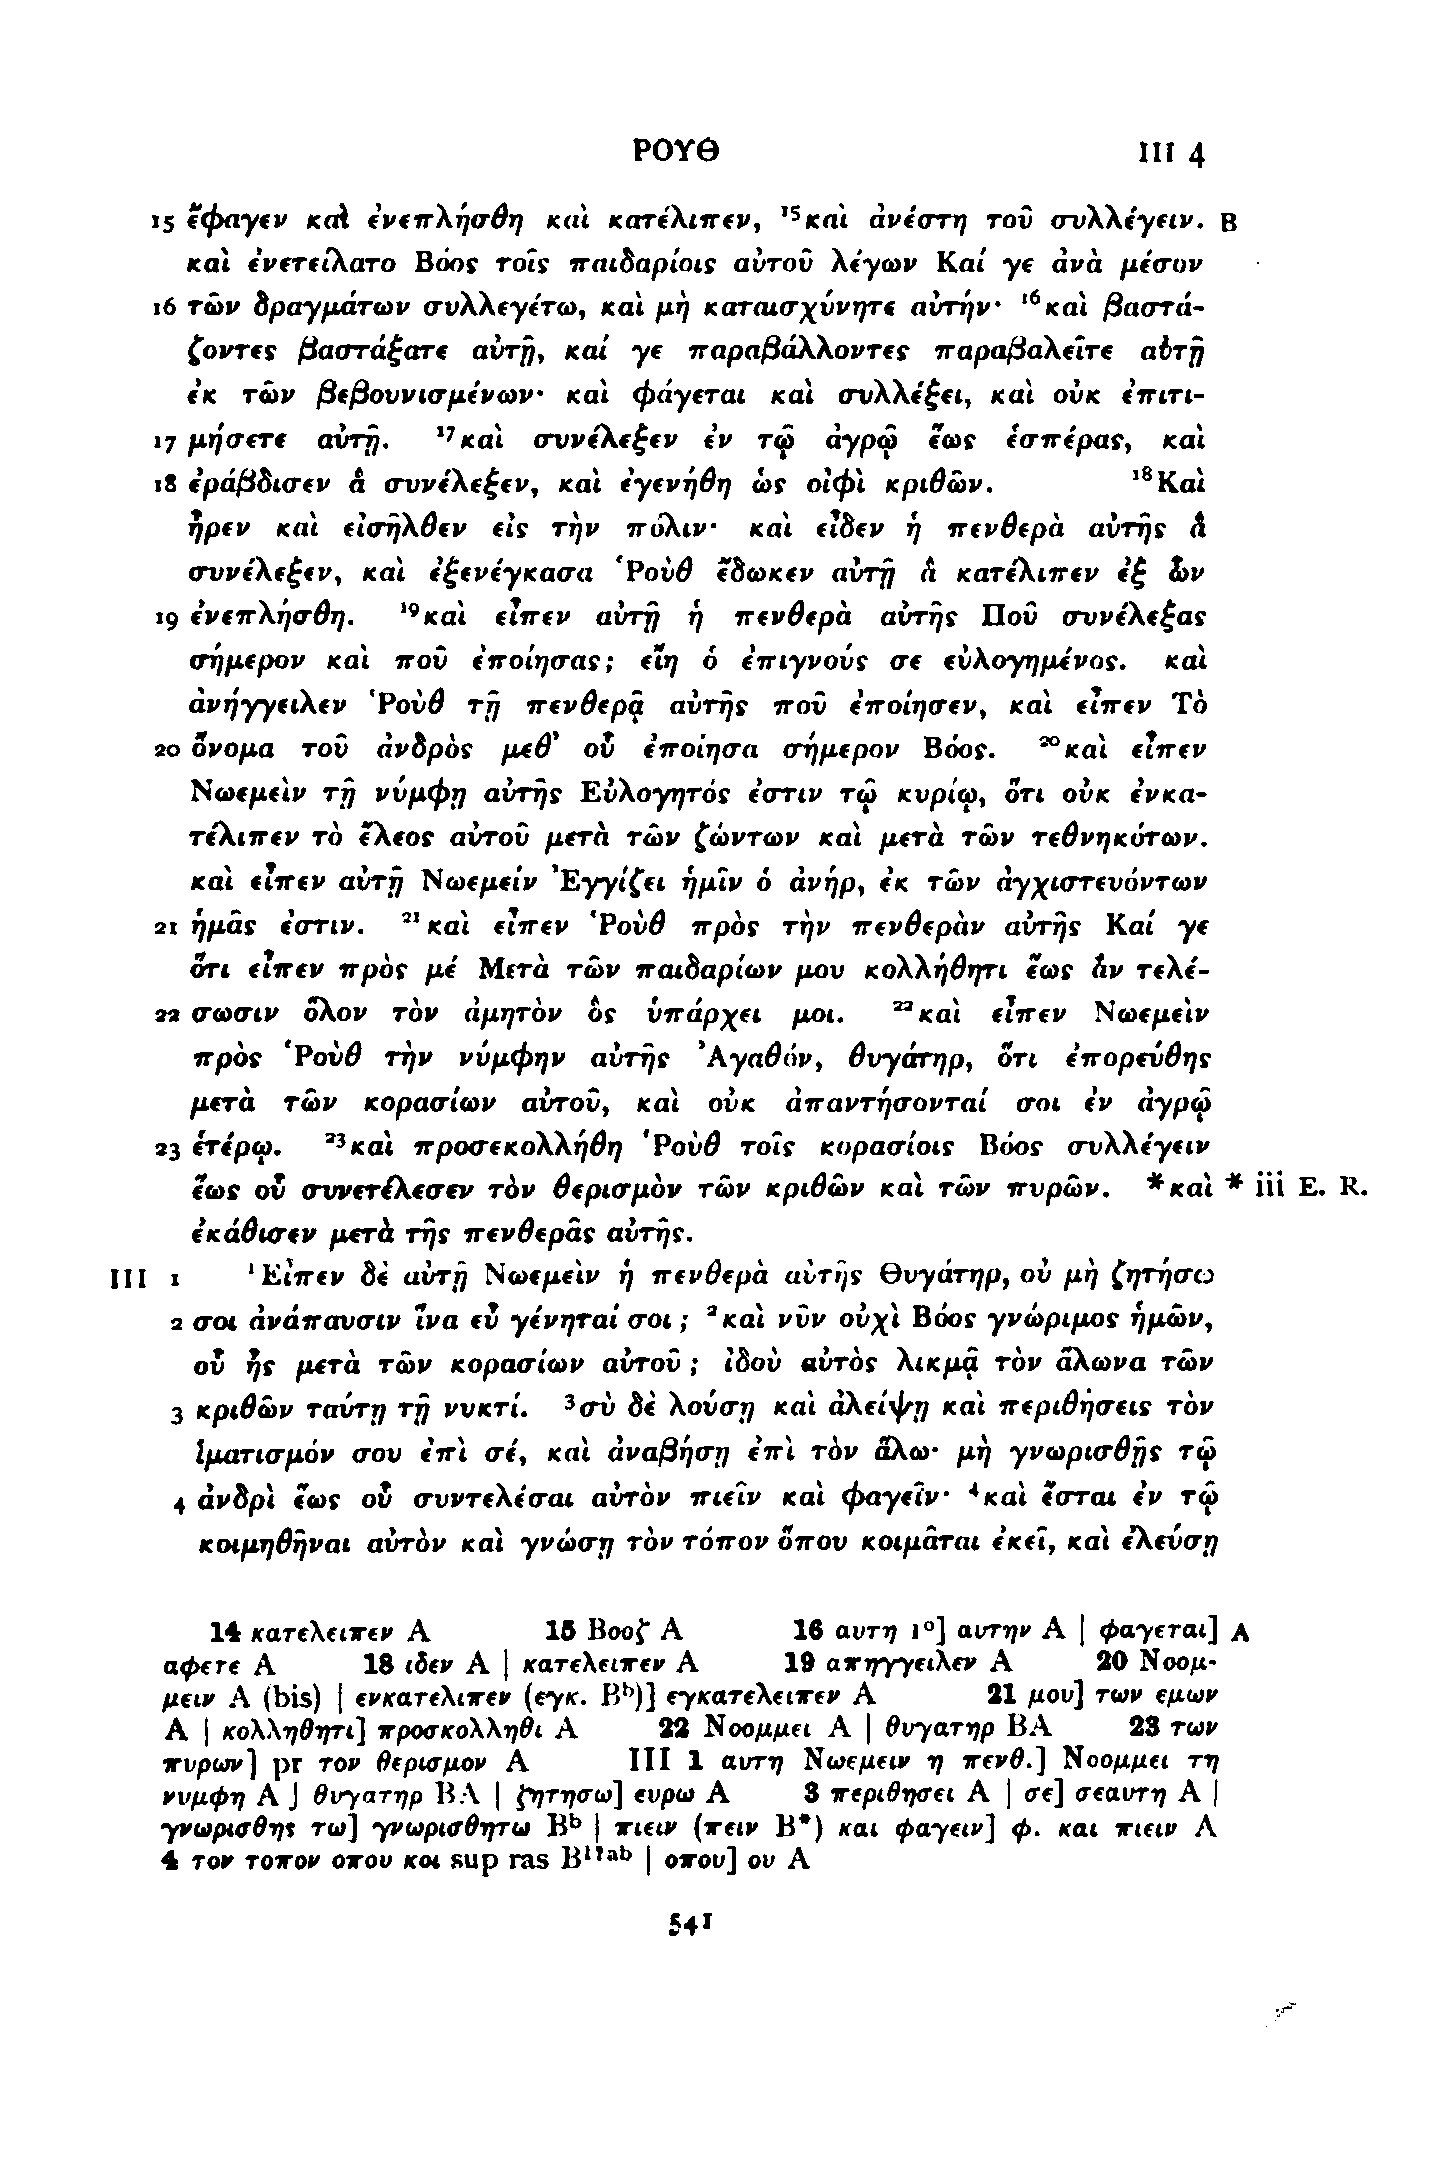 ΡΟΥΘ III 4
15 ἔφαγεν καὶ ἐνεπλήσθη καὶ κατέλιπεν, ¹⁵καὶ ἀνέστη τοῦ συλλέγειν. B
καὶ ἐνετείλατο Βόος τοῖς παιδαρίοις αὐτοῦ λέγων Καί γε ἀνὰ μέσον
16 τῶν δραγμάτων συλλεγέτω, καὶ μὴ καταισχύνητε αὐτήν· ¹⁶καὶ βαστά-
ζοντες βαστάξατε αὐτῇ, καί γε παραβάλλοντες παραβαλεῖτε αὐτῇ
ἐκ τῶν βεβουνισμένων· καὶ φάγεται καὶ συλλέξει, καὶ οὐκ ἐπιτι-
17 μήσετε αὐτῇ. ¹⁷καὶ συνέλεξεν ἐν τῷ ἀγρῷ ἕως ἑσπέρας, καὶ
18 ἐράβδισεν ἃ συνέλεξεν, καὶ ἐγενήθη ὡς οἰφὶ κριθῶν. ¹⁸Καὶ
ἦρεν καὶ εἰσῆλθεν εἰς τὴν πόλιν· καὶ εἶδεν ἡ πενθερὰ αὐτῆς ἃ
συνέλεξεν, καὶ ἐξενέγκασα Ῥοὺθ ἔδωκεν αὐτῇ ἃ κατέλιπεν ἐξ ὧν
19 ἐνεπλήσθη. ¹⁹καὶ εἶπεν αὐτῇ ἡ πενθερὰ αὐτῆς Ποῦ συνέλεξας
σήμερον καὶ ποῦ ἐποίησας; εἴη ὁ ἐπιγνούς σε εὐλογημένος. καὶ
ἀνήγγειλεν Ῥοὺθ τῇ πενθερᾷ αὐτῆς ποῦ ἐποίησεν, καὶ εἶπεν Τὸ
20 ὄνομα τοῦ ἀνδρὸς μεθ’ οὗ ἐποίησα σήμερον Βόος. ²⁰καὶ εἶπεν
Νωεμεὶν τῇ νύμφῃ αὐτῆς Εὐλογητός ἐστιν τῷ κυρίῳ, ὅτι οὐκ ἐνκα-
τέλιπεν τὸ ἔλεος αὐτοῦ μετὰ τῶν ζώντων καὶ μετὰ τῶν τεθνηκότων.
καὶ εἶπεν αὐτῇ Νωεμείν Ἐγγίζει ἡμῖν ὁ ἀνήρ, ἐκ τῶν ἀγχιστευόντων
21 ἡμᾶς ἐστιν. ²¹καὶ εἶπεν Ῥοὺθ πρὸς τὴν πενθερὰν αὐτῆς Καί γε
ὅτι εἶπεν πρὸς μέ Μετὰ τῶν παιδαρίων μου κολλήθητι ἕως ἂν τελέ-
22 σωσιν ὅλον τὸν ἀμητὸν ὃς ὑπάρχει μοι. ²²καὶ εἶπεν Νωεμεὶν
πρὸς Ῥοὺθ τὴν νύμφην αὐτῆς Ἀγαθόν, θυγάτηρ, ὅτι ἐπορεύθης
μετὰ τῶν κορασίων αὐτοῦ, καὶ οὐκ ἀπαντήσονταί σοι ἐν ἀγρῷ
23 ἑτέρῳ. ²³καὶ προσεκολλήθη Ῥοὺθ τοῖς κορασίοις Βόος συλλέγειν
ἕως οὗ συνετέλεσεν τὸν θερισμὸν τῶν κριθῶν καὶ τῶν πυρῶν. *καὶ * iii E. R.
ἐκάθισεν μετὰ τῆς πενθερᾶς αὐτῆς.
III 1 ¹Εἶπεν δὲ αὐτῇ Νωεμεὶν ἡ πενθερὰ αὐτῆς Θυγάτηρ, οὐ μὴ ζητήσω
2 σοι ἀνάπαυσιν ἵνα εὖ γένηταί σοι; ²καὶ νῦν οὐχὶ Βόος γνώριμος ἡμῶν,
οὗ ἦς μετὰ τῶν κορασίων αὐτοῦ; ἰδοὺ αὐτὸς λικμᾷ τὸν ἅλωνα τῶν
3 κριθῶν ταύτῃ τῇ νυκτί. ³σὺ δὲ λούσῃ καὶ ἀλείψῃ καὶ περιθήσεις τὸν
ἱματισμόν σου ἐπὶ σέ, καὶ ἀναβήσῃ ἐπὶ τὸν ἅλω· μὴ γνωρισθῇς τῷ
4 ἀνδρὶ ἕως οὗ συντελέσαι αὐτὸν πιεῖν καὶ φαγεῖν· ⁴καὶ ἔσται ἐν τῷ
κοιμηθῆναι αὐτὸν καὶ γνώσῃ τὸν τόπον ὅπου κοιμᾶται ἐκεῖ, καὶ ἐλεύσῃ
14 κατελειπεν A 15 Βοοζ A 16 αυτη 1°] αυτην A | φαγεται] A
αφετε A 18 ιδεν A | κατελειπεν A 19 απηγγειλεν A 20 Νοομ-
μειν A (bis) | ενκατελιπεν (εγκ. Bᵇ)] εγκατελειπεν A 21 μου] των εμων
A | κολληθητι] προσκολληθι A 22 Νοομμει A | θυγατηρ BA 23 των
πυρων] pr τον θερισμον A III 1 αυτη Νωεμειν η πενθ.] Νοομμει τη
νυμφη A | θυγατηρ BA | ζητησω] ευρω A 3 περιθησει A | σε] σεαυτη A |
γνωρισθης τω] γνωρισθητω Bᵇ | πιειν (πειν B*) και φαγειν] φ. και πιειν A
4 τον τοπον οπου κοι sup ras B¹ˀᵃᵇ | οπου] ου A
541